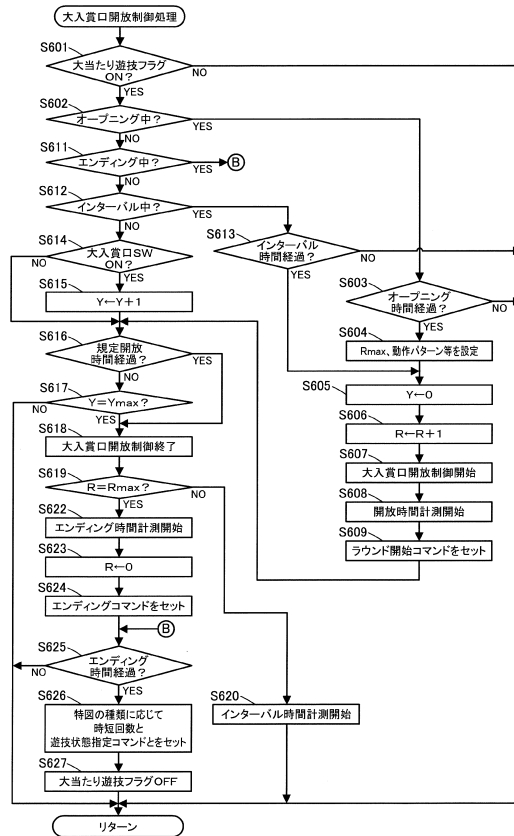 大入賞口開放制御処理
S601
大当たり遊技フラグ
ON?
NO
YES
S602
オープニング中?
YES
NO
S611
エンディング中?
YES
B
NO
S612
インターバル中?
YES
NO
S613
インターバル
時間経過?
NO
YES
S614
大入賞口SW
ON?
NO
YES
S615
Y←Y+1
S603
オープニング
時間経過?
NO
YES
S604
Rmax、動作パターン等を設定
S605
Y←0
S606
R←R+1
S607
大入賞口開放制御開始
S608
開放時間計測開始
S609
ラウンド開始コマンドをセット
S616
規定開放
時間経過?
YES
NO
S617
Y=Ymax?
NO
YES
S618
大入賞口開放制御終了
S619
R=Rmax?
NO
YES
S622
エンディング時間計測開始
S623
R←0
S624
エンディングコマンドをセット
B
S625
エンディング
時間経過?
NO
YES
S626
特図の種類に応じて
時短回数と
遊技状態指定コマンドとをセット
S620
インターバル時間計測開始
S627
大当たり遊技フラグOFF
リターン